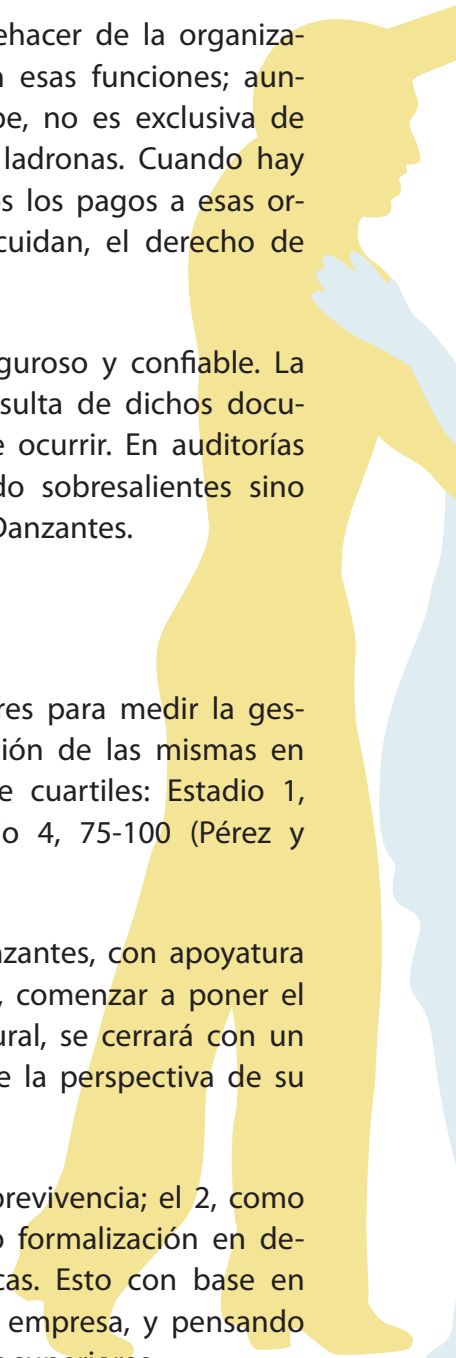 ehacer de la organiza-
esas funciones; aun-
be, no es exclusiva de
ladronas. Cuando hay
s los pagos a esas or-
cuidan, el derecho de
guroso y confiable. La
sulta de dichos docu-
e ocurrir. En auditorías
do sobresalientes sino
Danzantes.
res para medir la ges-
ción de las mismas en
e cuartiles: Estadio 1,
io 4, 75-100 (Pérez y
nzantes, con apoyatura
, comenzar a poner el
ural, se cerrará con un
e la perspectiva de su
brevivencia; el 2, como
o formalización en de-
cas. Esto con base en
empresa, y pensando
superiores